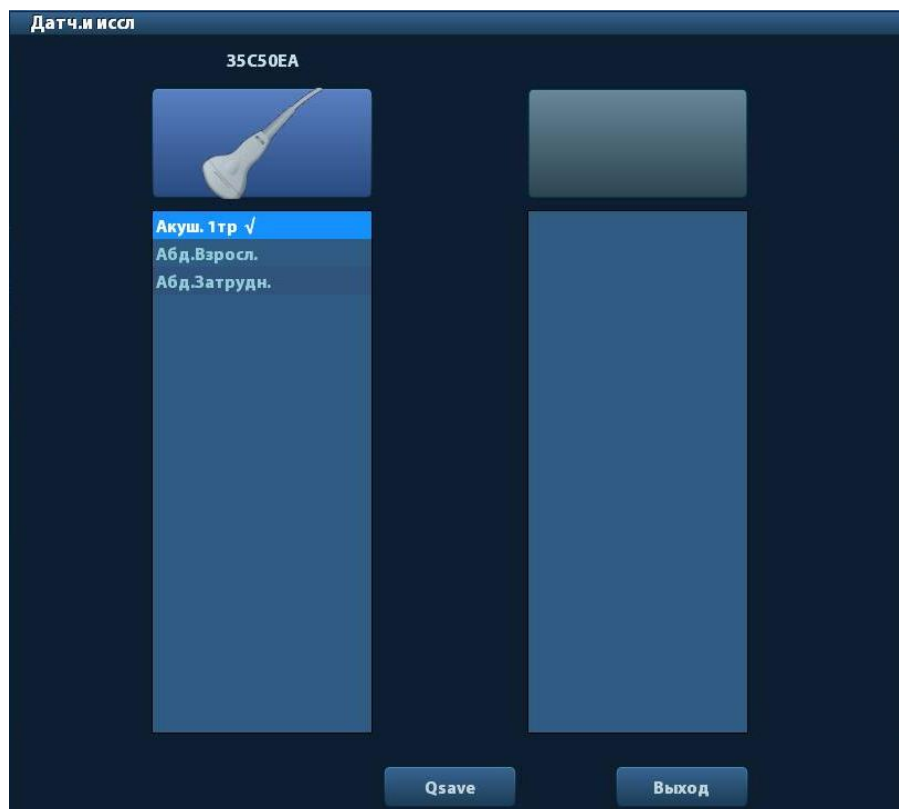 Датч.и иссл
35C50EA
Акуш. 1тр √
Абд.Взросл.
Абд.Затрудн.
Qsave
Выход